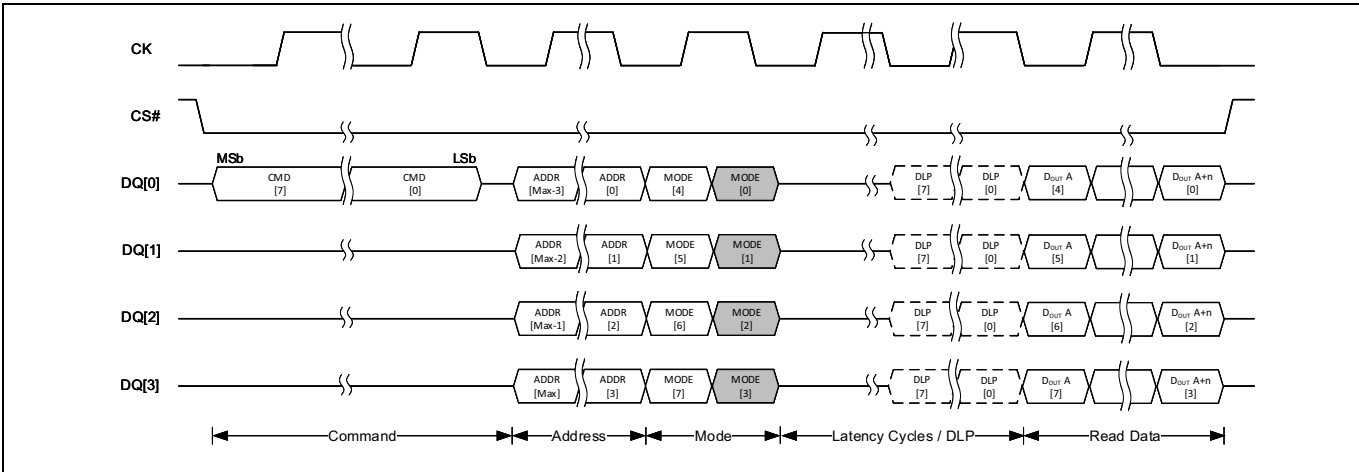 CK
CS#
MSb LSb
DQ[0] CMD [7] CMD [0] ADDR [Max-3] ADDR [0] MODE [4] MODE [0] DLP [7] DLP [0] DOUT A [4] DOUT A+n [0]
DQ[1] ADDR [Max-2] ADDR [1] MODE [5] MODE [1] DLP [7] DLP [0] DOUT A [5] DOUT A+n [1]
DQ[2] ADDR [Max-1] ADDR [2] MODE [6] MODE [2] DLP [7] DLP [0] DOUT A [6] DOUT A+n [2]
DQ[3] ADDR [Max] ADDR [3] MODE [7] MODE [3] DLP [7] DLP [0] DOUT A [7] DOUT A+n [3]
Command Address Mode Latency Cycles / DLP Read Data